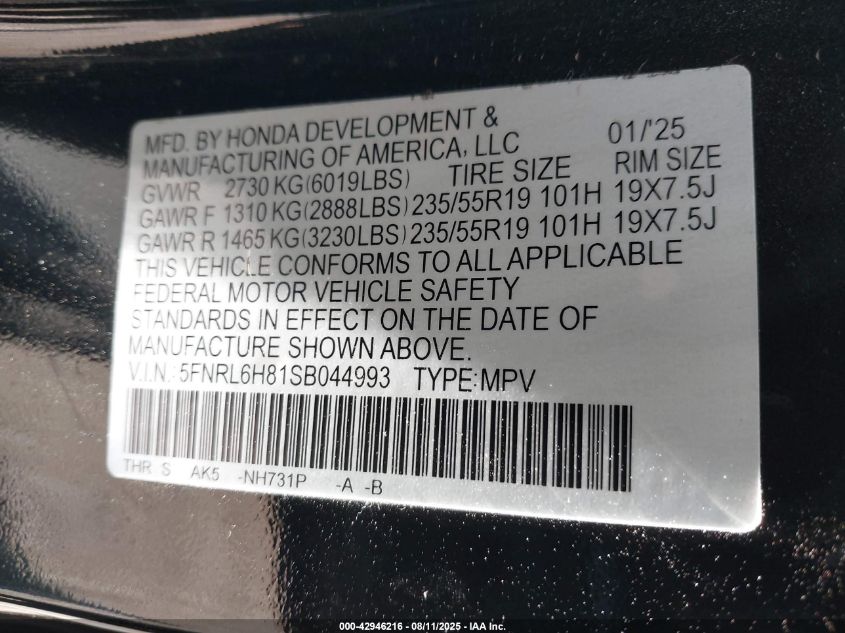 MFD. BY HONDA DEVELOPMENT & 01/'25
MANUFACTURING OF AMERICA, LLC
GVWR 2730 KG(6019LBS) TIRE SIZE RIM SIZE
GAWR F 1310 KG(2888LBS) 235/55R19 101H 19X7.5J
GAWR R 1465 KG(3230LBS) 235/55R19 101H 19X7.5J
THIS VEHICLE CONFORMS TO ALL APPLICABLE
FEDERAL MOTOR VEHICLE SAFETY
STANDARDS IN EFFECT ON THE DATE OF
MANUFACTURE SHOWN ABOVE.
V.I.N.: 5FNRL6H81SB044993 TYPE:MPV
THR S AK5 -NH731P -A -B
000-42946216 - 08/11/2025 - IAA Inc.